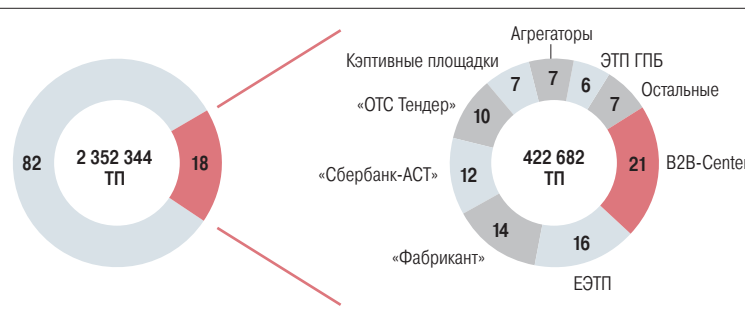 82
2 352 344
ТП
18
Агрегаторы
Кэптивные площадки
ЭТП ГПБ
Остальные
«ОТС Тендер»
«Сбербанк-АСТ»
«Фабрикант»
ЕЭТП
B2B-Center
7
7
6
7
10
12
14
16
21
422 682
ТП